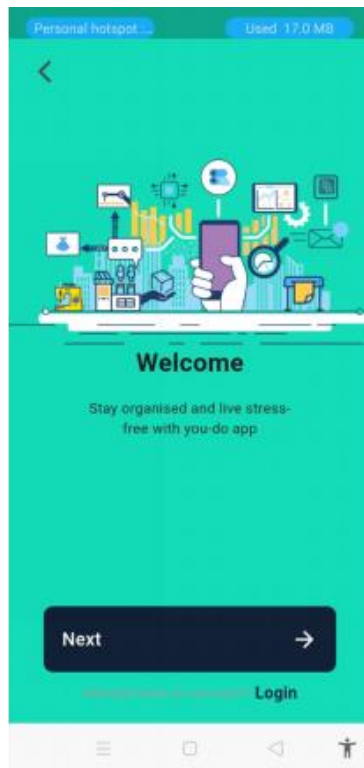 Personal hotspot ...
Used 17.0 MB
Welcome
Stay organised and live stress-
free with you-do app
Next
Login